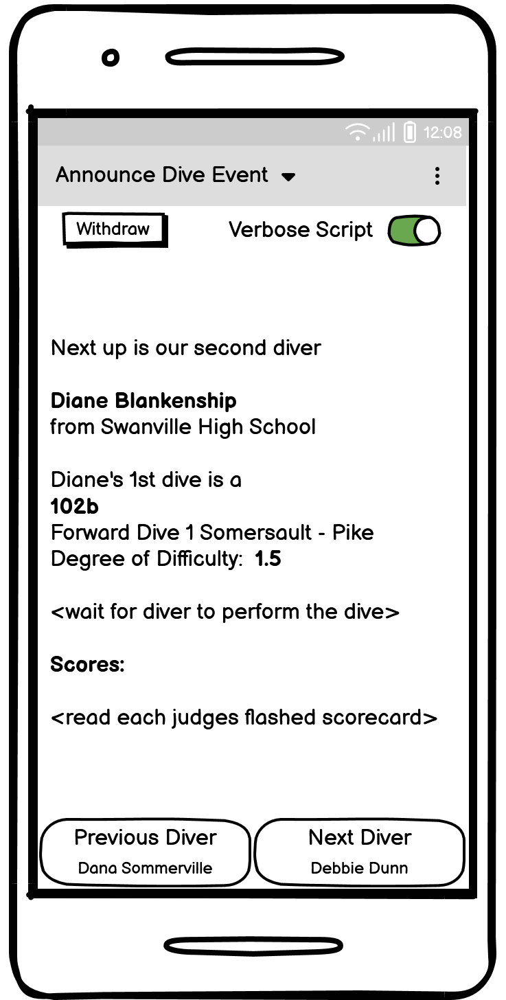 12:08
Announce Dive Event
Withdraw
Verbose Script
Next up is our second diver
Diane Blankenship
from Swanville High School
Diane's 1st dive is a
102b
Forward Dive 1 Somersault - Pike
Degree of Difficulty: 1.5
<wait for diver to perform the dive>
Scores:
<read each judges flashed scorecard>
Previous Diver
Dana Sommerville
Next Diver
Debbie Dunn